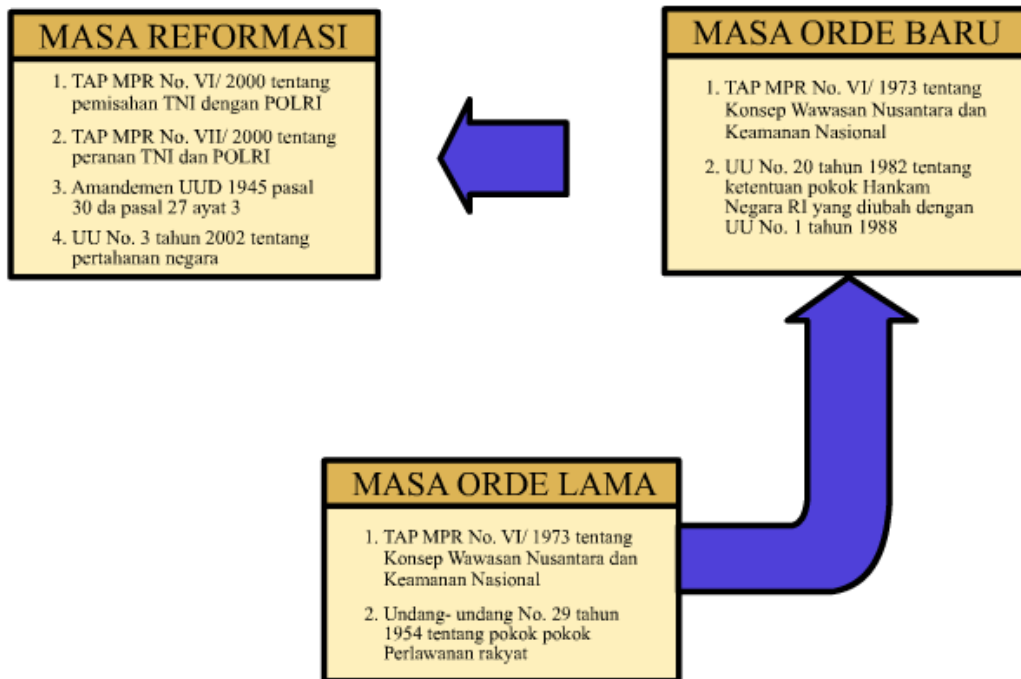 MASA REFORMASI
1. TAP MPR No. VI/ 2000 tentang
pemisahan TNI dengan POLRI
2. TAP MPR No. VII/ 2000 tentang
peranan TNI dan POLRI
3. Amandemen UUD 1945 pasal
30 da pasal 27 ayat 3
4. UU No. 3 tahun 2002 tentang
pertahanan negara
MASA ORDE BARU
1. TAP MPR No. VI/ 1973 tentang
Konsep Wawasan Nusantara dan
Keamanan Nasional
2. UU No. 20 tahun 1982 tentang
ketentuan pokok Hankam
Negara RI yang diubah dengan
UU No. 1 tahun 1988
MASA ORDE LAMA
1. TAP MPR No. VI/ 1973 tentang
Konsep Wawasan Nusantara dan
Keamanan Nasional
2. Undang- undang No. 29 tahun
1954 tentang pokok pokok
Perlawanan rakyat